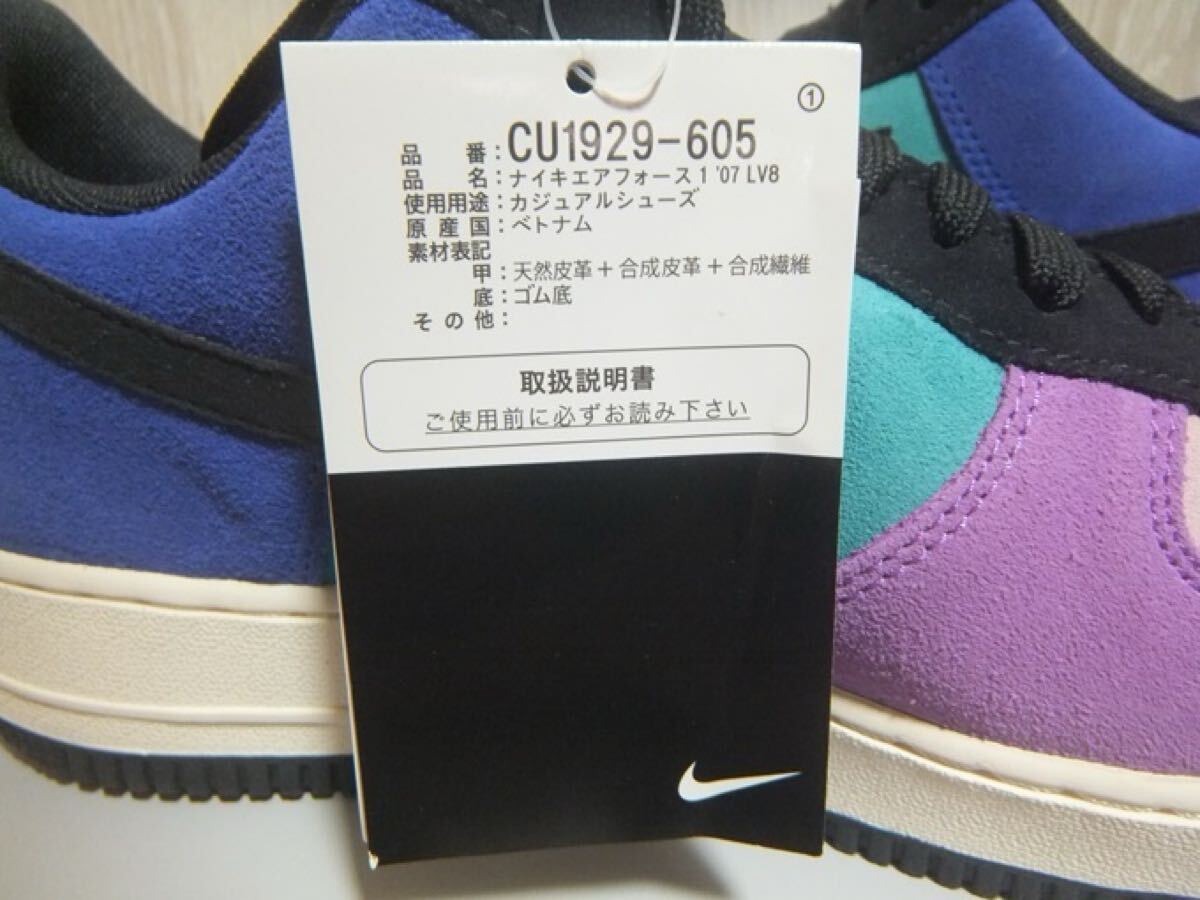 ①
品番：CU1929-605
品名：ナイキエアフォース1 '07 LV8
使用用途：カジュアルシューズ
原産国：ベトナム
素材表記
甲：天然皮革＋合成皮革＋合成繊維
底：ゴム底
その他：
取扱説明書
ご使用前に必ずお読み下さい